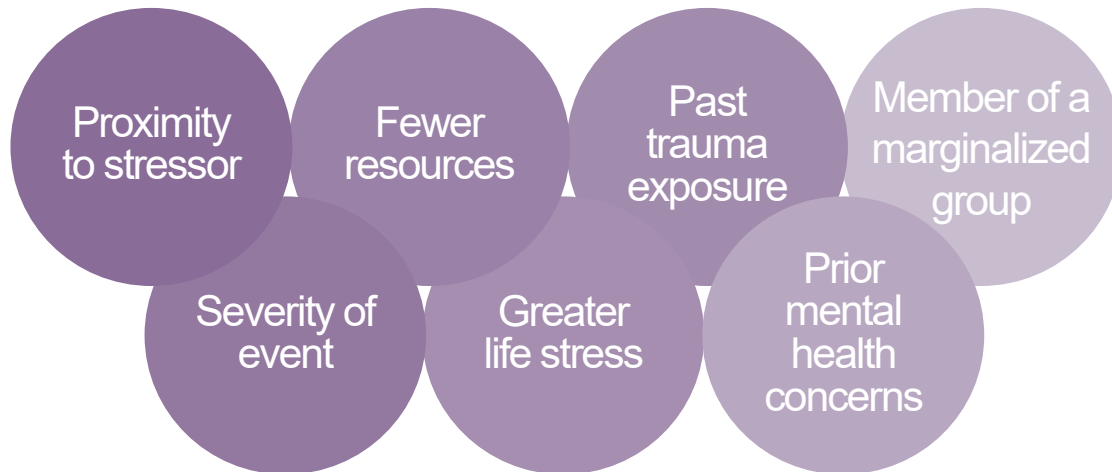 Proximity
to stressor
Fewer
resources
Past
trauma
exposure
Member of a
marginalized
group
Severity of
event
Greater
life stress
Prior
mental
health
concerns